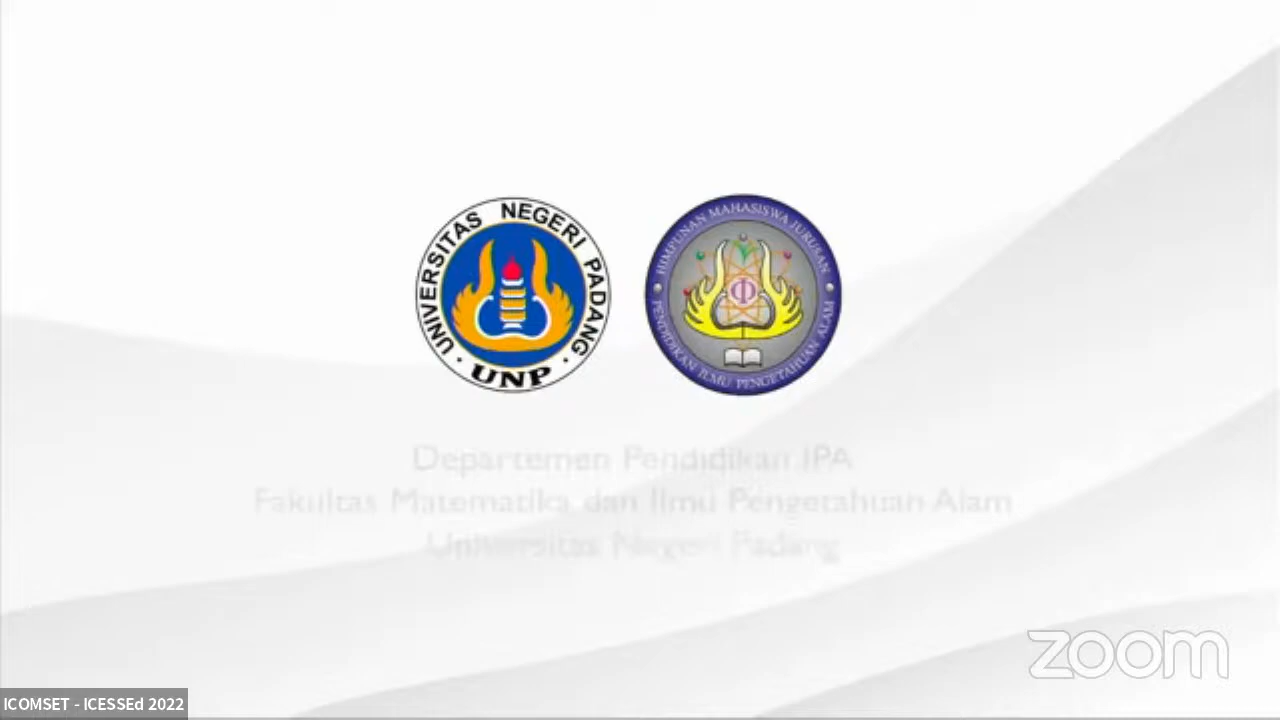 UNIVERSITAS NEGERI PADANG
UNP
HIMPUNAN MAHASISWA JURUSAN
PENDIDIKAN ILMU PENGETAHUAN ALAM
Departemen Pendidikan IPA
Fakultas Matematika dan Ilmu Pengetahuan Alam
Universitas Negeri Padang
zoom
ICOMSET - ICESSEd 2022